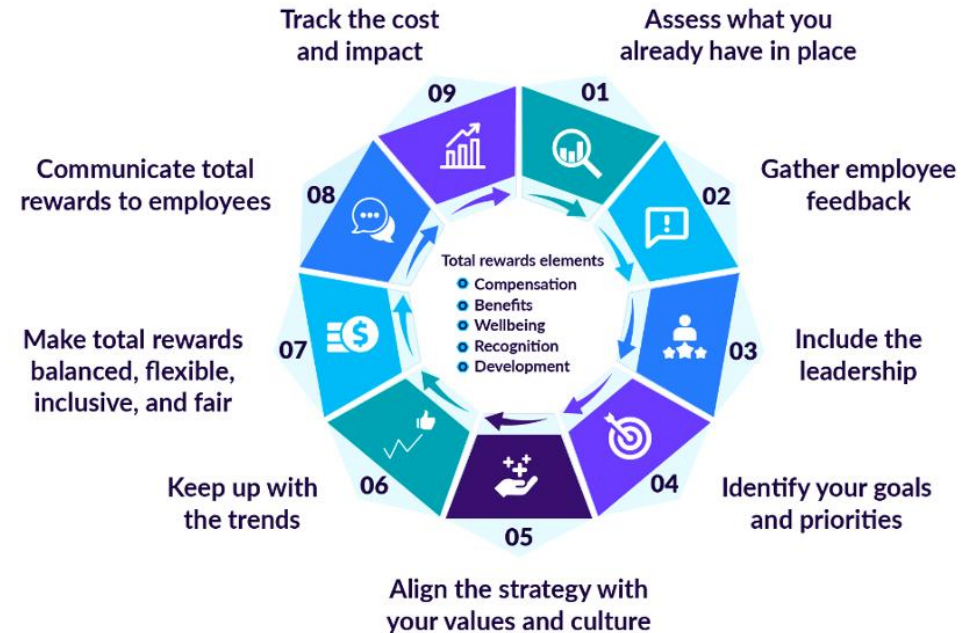 Track the cost
and impact
09
Assess what you
already have in place
01
Gather employee
feedback
02
Include the
leadership
03
Identify your goals
and priorities
04
Align the strategy with
your values and culture
05
Keep up with
the trends
06
Make total rewards
balanced, flexible,
inclusive, and fair
07
Communicate total
rewards to employees
08
Total rewards elements
Compensation
Benefits
Wellbeing
Recognition
Development